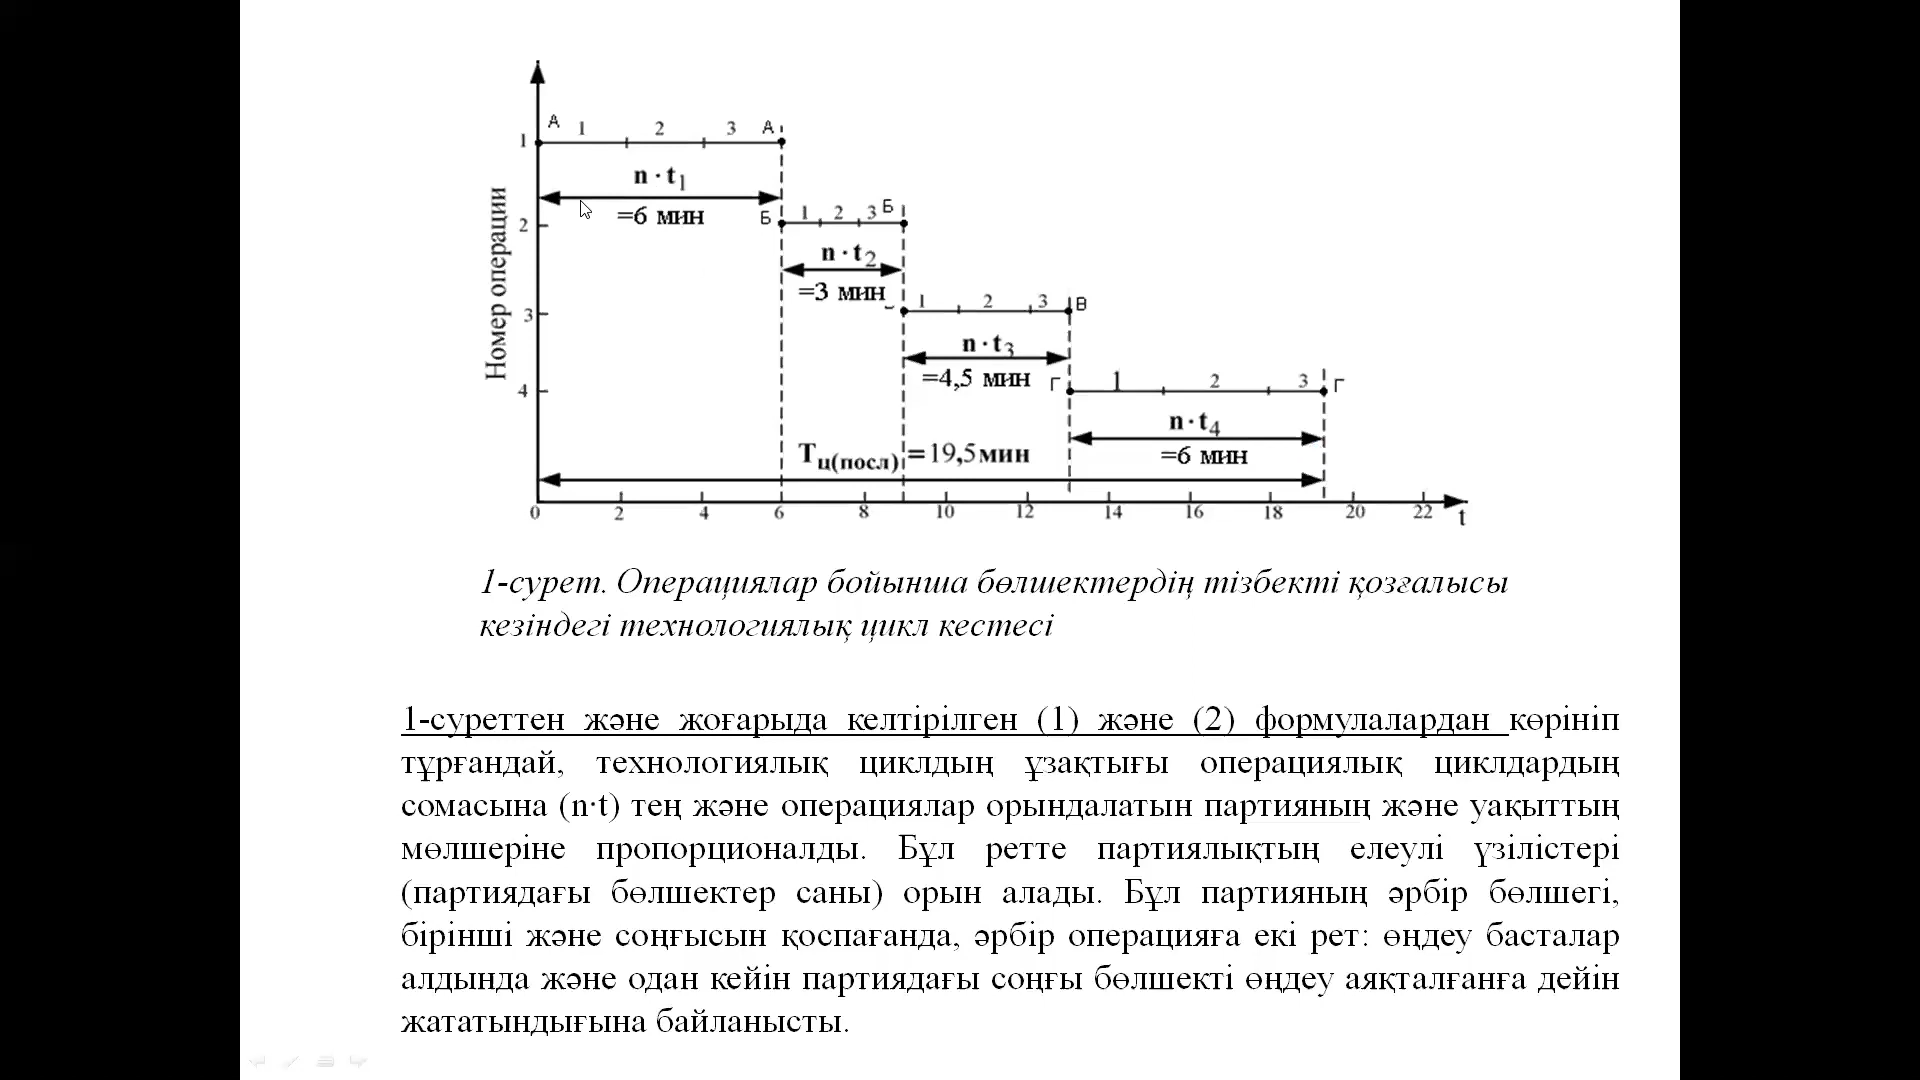 А 1 2 3 А
1
n · t1
=6 мин
Б 1 2 3 Б
2
n · t2
=3 мин
1 2 3 В
3
n · t3
=4,5 мин
Г 1 2 3 Г
4
n · t4
=6 мин
Тц(посл) = 19,5 мин
Номер операции
0 2 4 6 8 10 12 14 16 18 20 22 t
1-сурет. Операциялар бойынша бөлшектердің тізбекті қозғалысы
кезіндегі технологиялық цикл кестесі
1-суреттен және жоғарыда келтірілген (1) және (2) формулалардан көрініп
тұрғандай, технологиялық циклдың ұзақтығы операциялық циклдардың
сомасына (n·t) тең және операциялар орындалатын партияның және уақыттың
мөлшеріне пропорционалды. Бұл ретте партиялықтың елеулі үзілістері
(партиядағы бөлшектер саны) орын алады. Бұл партияның әрбір бөлшегі,
бірінші және соңғысын қоспағанда, әрбір операцияға екі рет: өңдеу басталар
алдында және одан кейін партиядағы соңғы бөлшекті өңдеу аяқталғанға дейін
жататындығына байланысты.